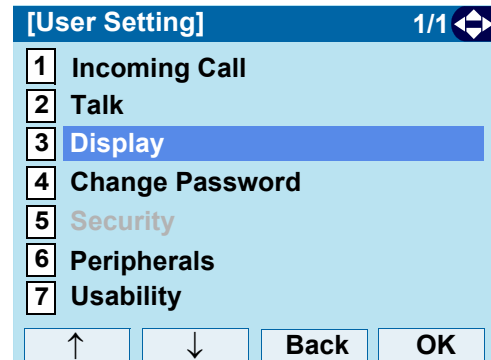 [User Setting] 1/1
1 Incoming Call
2 Talk
3 Display
4 Change Password
5 Security
6 Peripherals
7 Usability
↑ ↓ Back OK